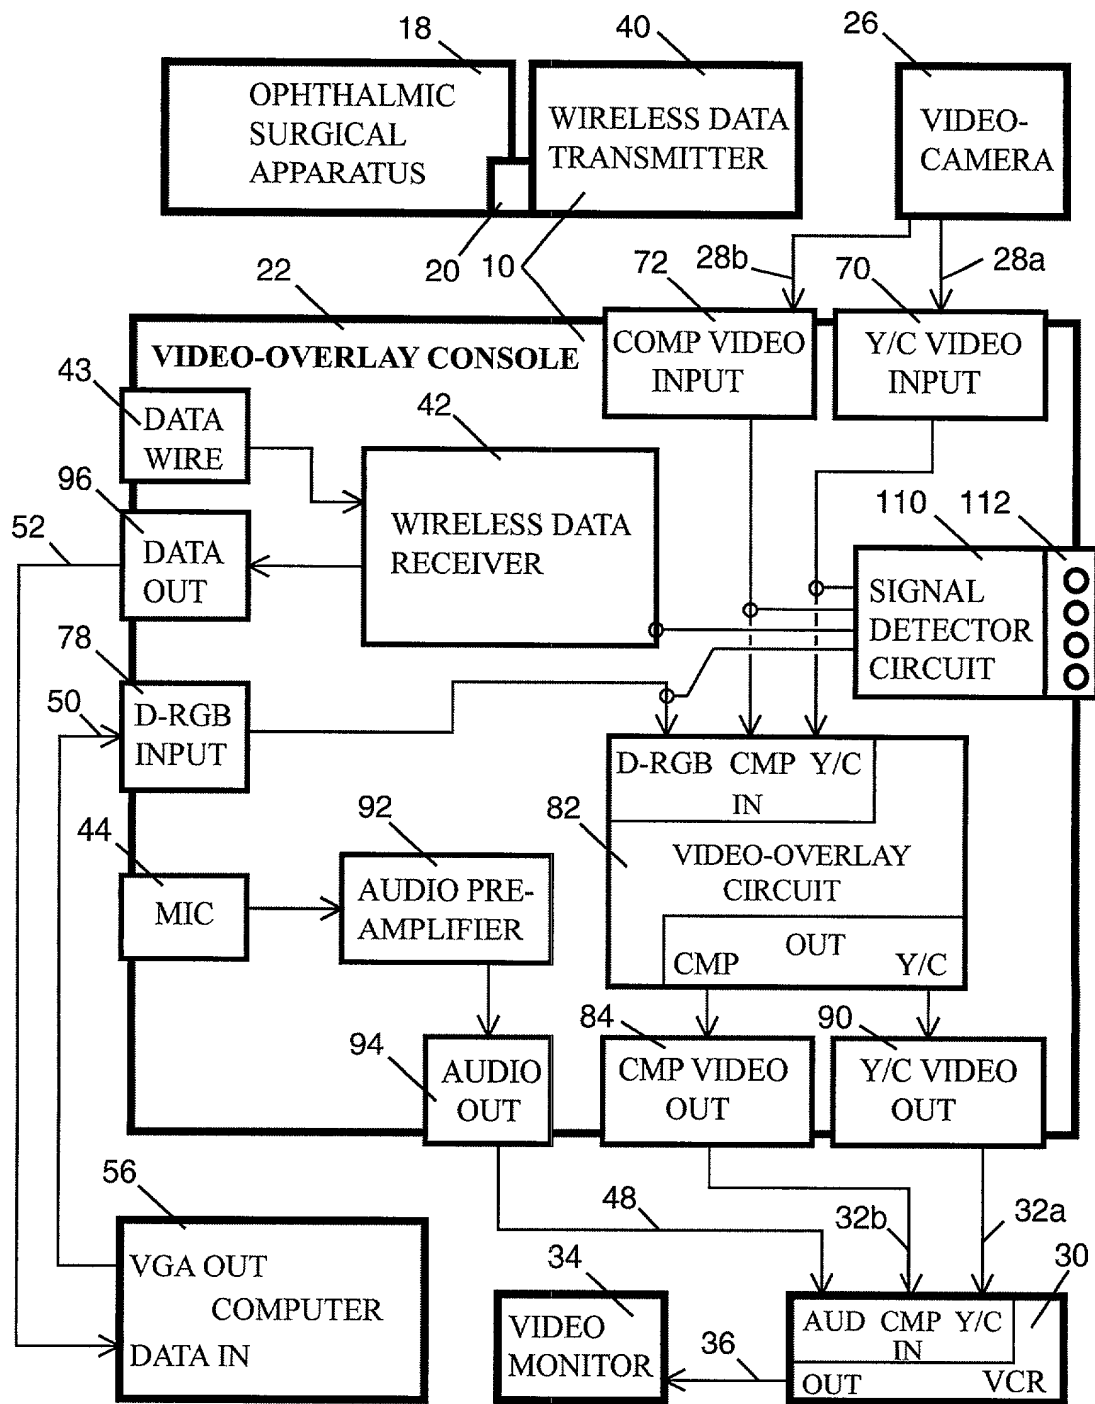 18
40
26
OPHTHALMIC
SURGICAL
APPARATUS
WIRELESS DATA
TRANSMITTER
VIDEO-
CAMERA
20
10
22
72
28b
70
28a
VIDEO-OVERLAY CONSOLE
COMP VIDEO
INPUT
Y/C VIDEO
INPUT
43
DATA
WIRE
42
WIRELESS DATA
RECEIVER
96
52
DATA
OUT
110
112
SIGNAL
DETECTOR
CIRCUIT
78
50
D-RGB
INPUT
D-RGB CMP Y/C
IN
82
VIDEO-OVERLAY
CIRCUIT
OUT
CMP
Y/C
44
MIC
92
AUDIO PRE-
AMPLIFIER
94
AUDIO
OUT
84
CMP VIDEO
OUT
90
Y/C VIDEO
OUT
56
VGA OUT
COMPUTER
DATA IN
48
32b
32a
30
34
VIDEO
MONITOR
36
AUD CMP Y/C
IN
OUT
VCR